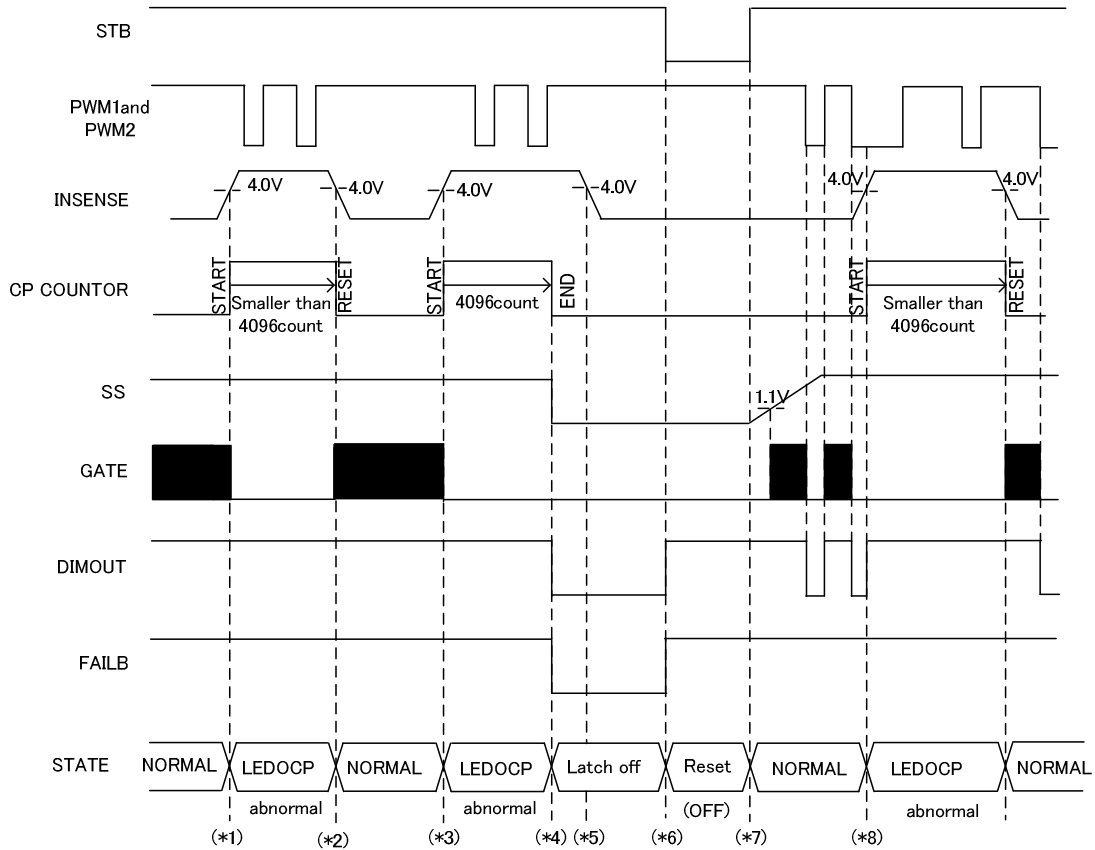 STB
PWM1and
PWM2
INSENSE
4.0V
4.0V
4.0V
4.0V
4.0V
4.0V
CP COUNTOR
START
Smaller than
4096count
RESET
START
4096count
END
START
Smaller than
4096count
RESET
SS
1.1V
GATE
DIMOUT
FAILB
STATE
NORMAL
LEDOCP
NORMAL
LEDOCP
Latch off
Reset
NORMAL
LEDOCP
NORMAL
abnormal
abnormal
(OFF)
abnormal
(*1)
(*2)
(*3)
(*4)
(*5)
(*6)
(*7)
(*8)